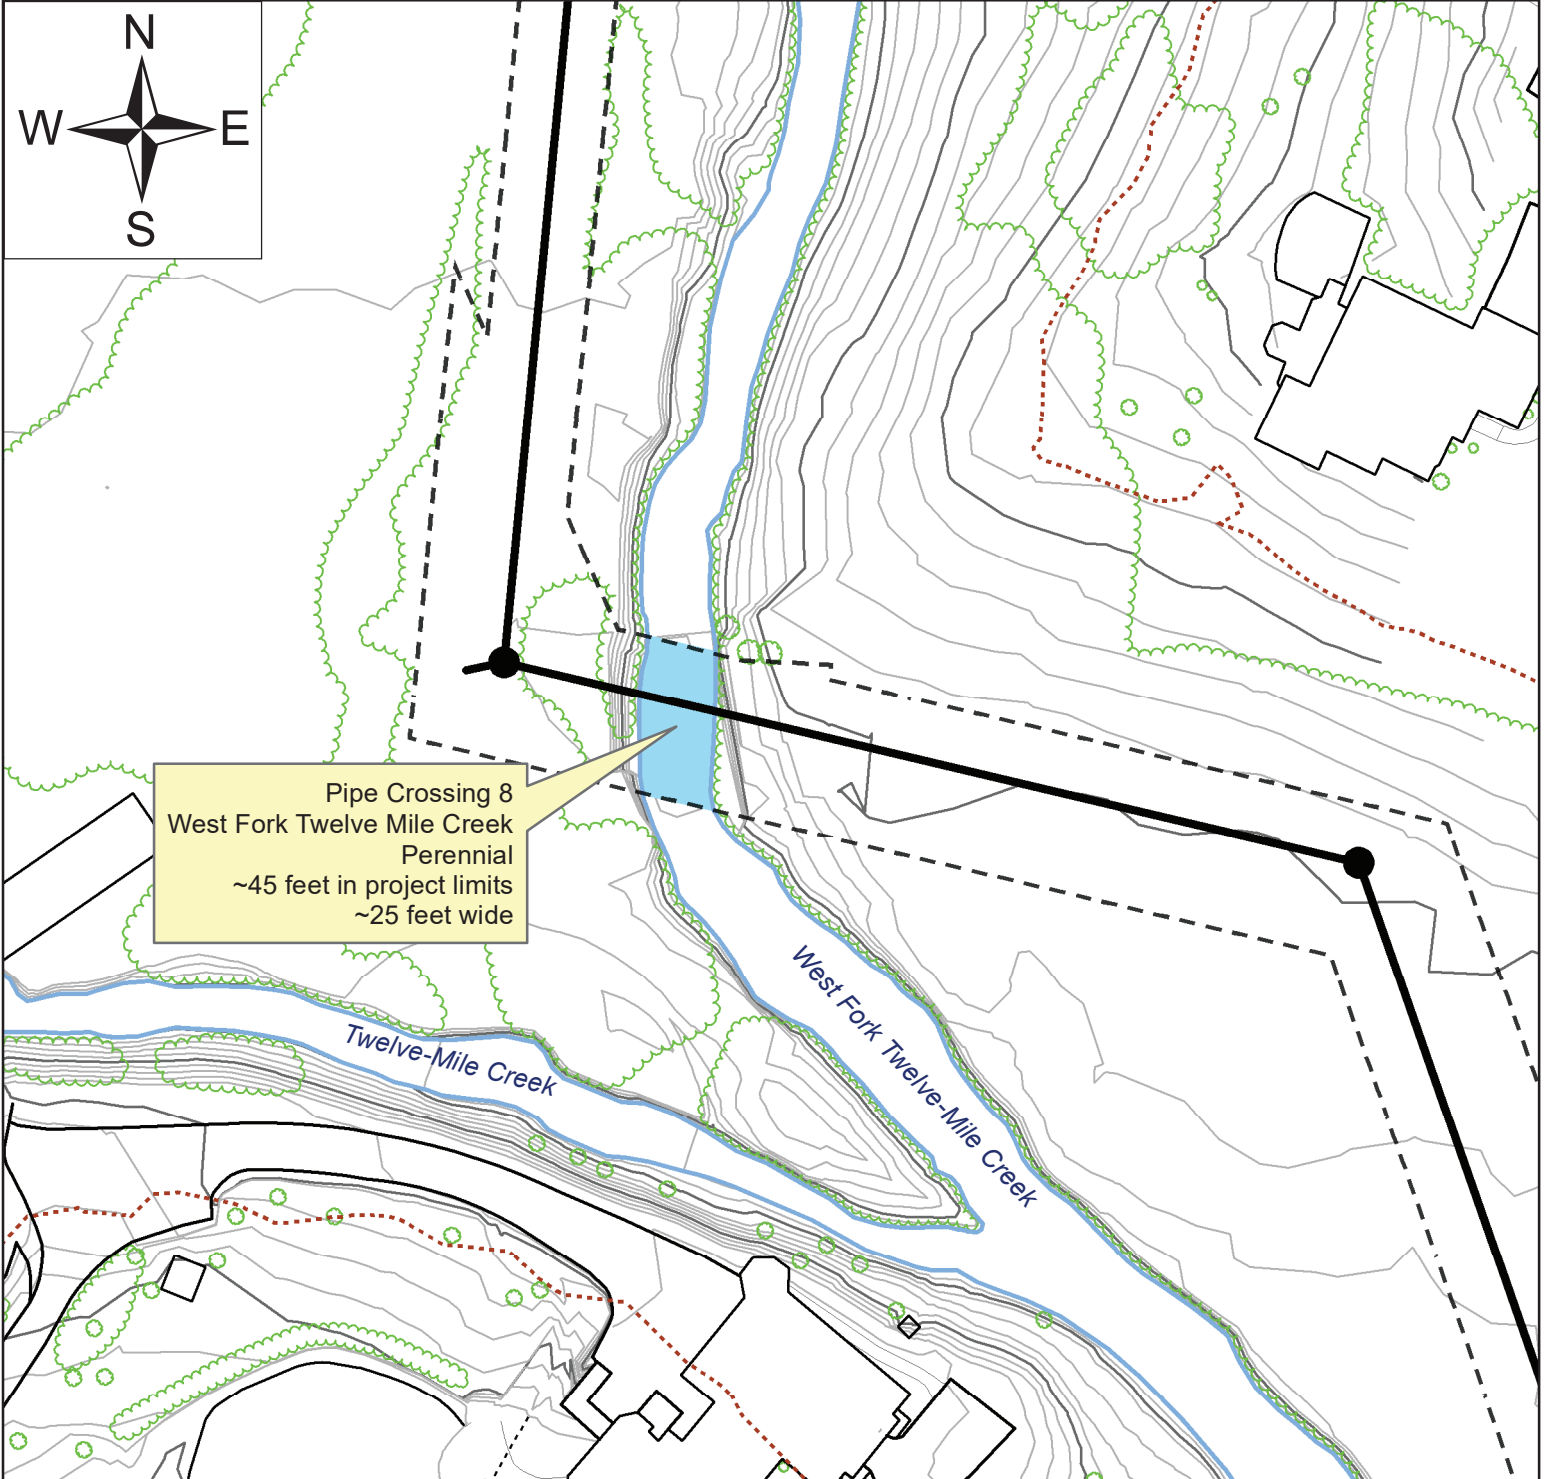 N
W E
S
Pipe Crossing 8
West Fork Twelve Mile Creek
Perennial
~45 feet in project limits
~25 feet wide
West Fork Twelve-Mile Creek
Twelve-Mile Creek